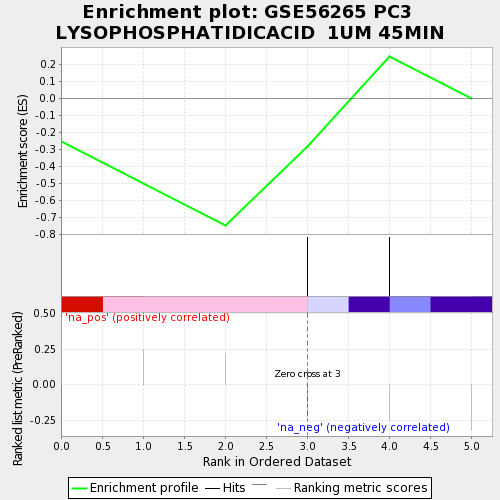 Enrichment plot: GSE56265 PC3
LYSOPHOSPHATIDICACID 1UM 45MIN
Enrichment score (ES)
0.2
0.1
0.0
-0.1
-0.2
-0.3
-0.4
-0.5
-0.6
-0.7
-0.8
Ranked list metric (PreRanked)
0.50
0.25
0.00
-0.25
'na_pos' (positively correlated)
Zero cross at 3
'na_neg' (negatively correlated)
0.0 0.5 1.0 1.5 2.0 2.5 3.0 3.5 4.0 4.5 5.0
Rank in Ordered Dataset
Enrichment profile Hits Ranking metric scores